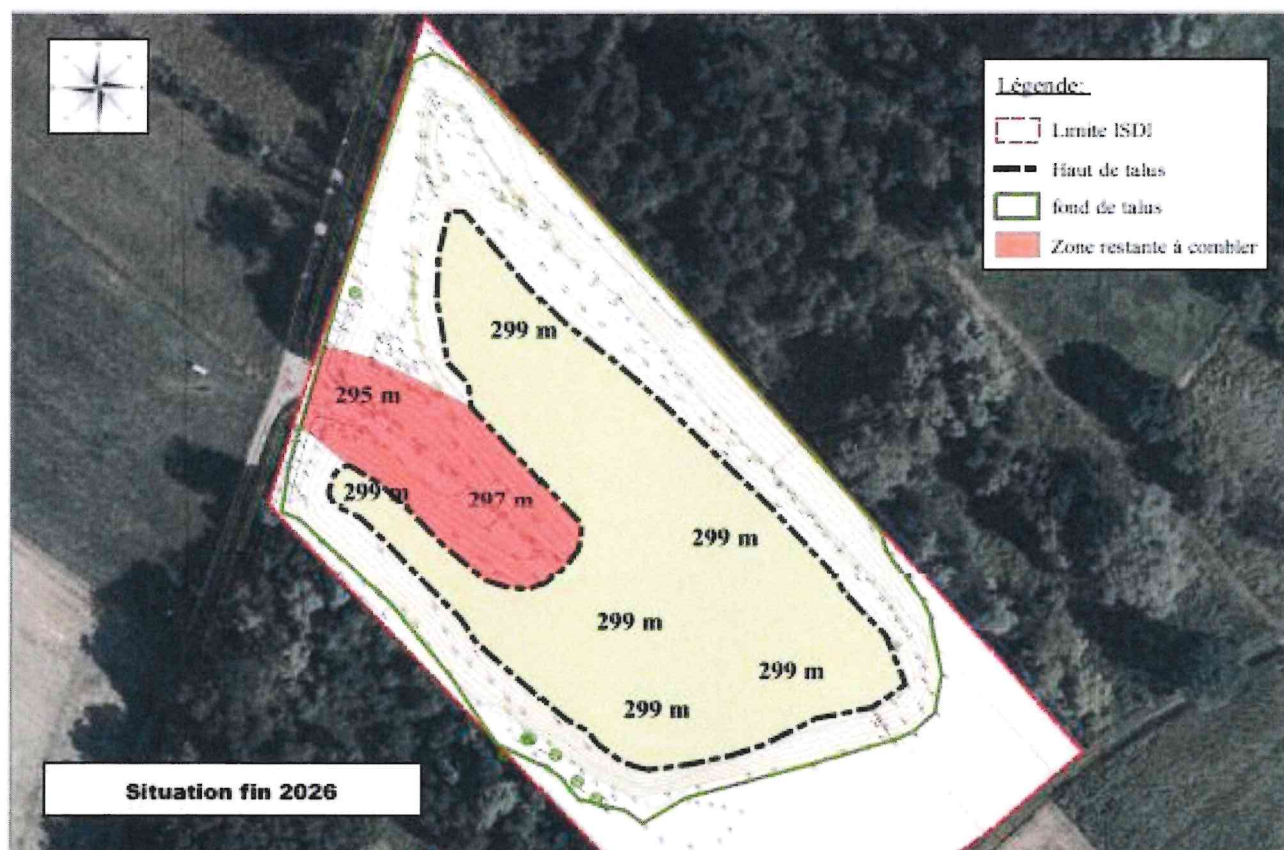 Légende:
Limite ISDI
Haut de talus
fond de talus
Zone restante à combler
299 m
295 m
299 m
297 m
299 m
299 m
299 m
299 m
Situation fin 2026